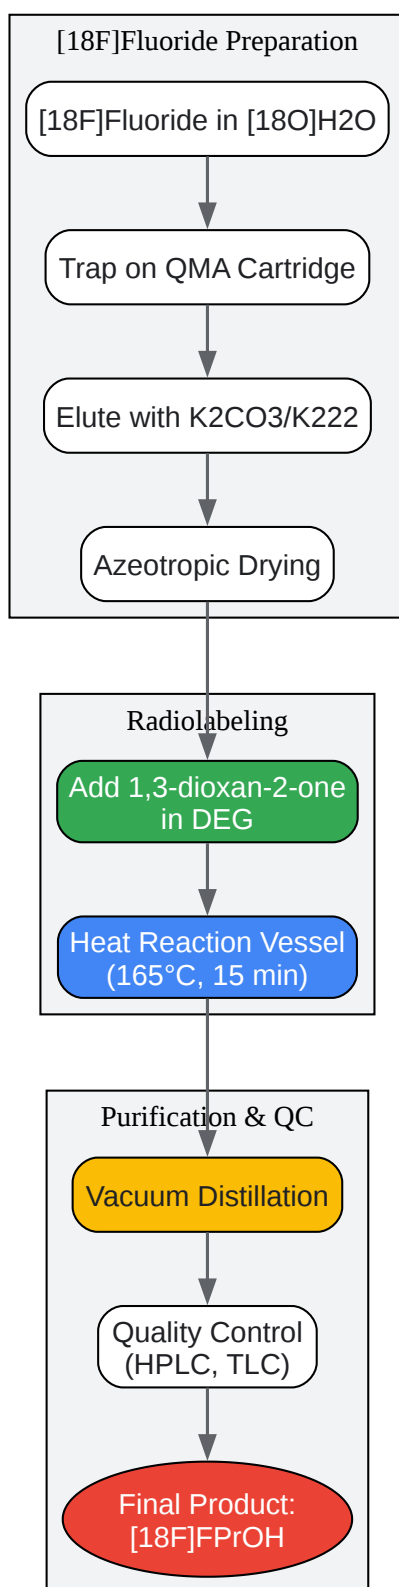 [18F]Fluoride Preparation
[18F]Fluoride in [18O]H2O
Trap on QMA Cartridge
Elute with K2CO3/K222
Azeotropic Drying
Radiolabeling
Add 1,3-dioxan-2-one
in DEG
Heat Reaction Vessel
(165°C, 15 min)
Purification & QC
Vacuum Distillation
Quality Control
(HPLC, TLC)
Final Product:
[18F]FPrOH